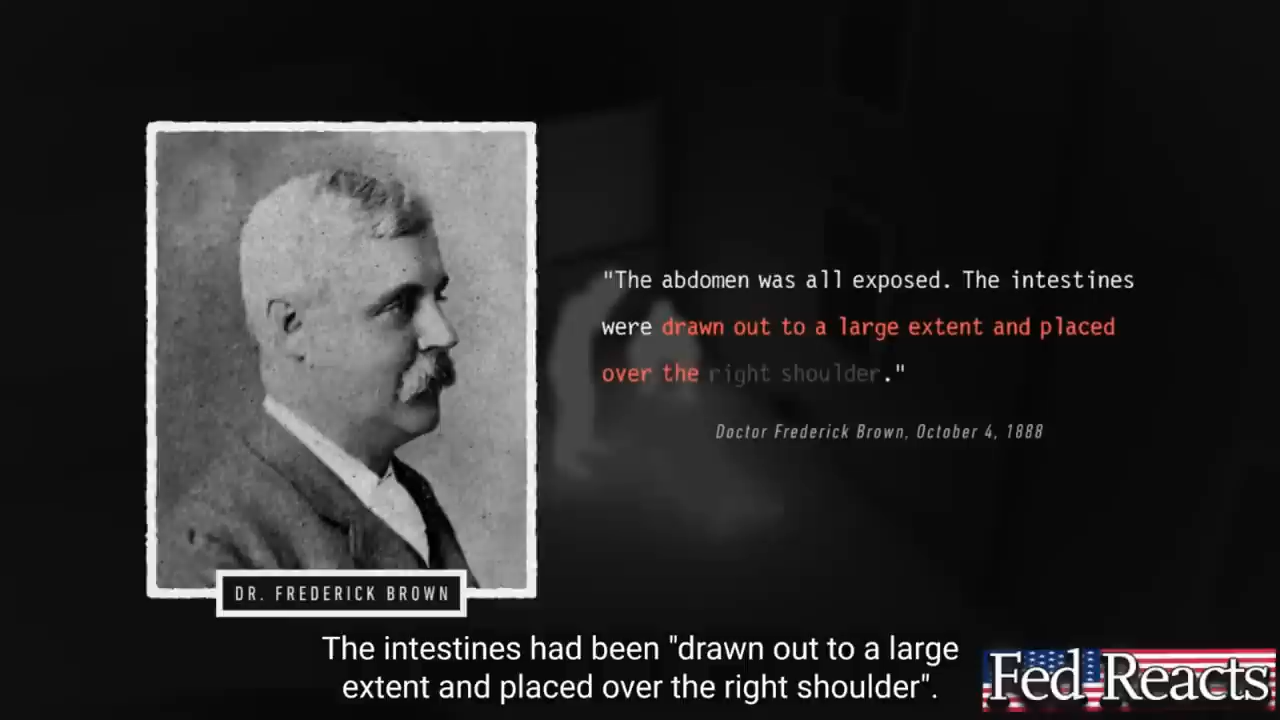 "The abdomen was all exposed. The intestines
were drawn out to a large extent and placed
over the right shoulder."
Doctor Frederick Brown, October 4, 1888
DR. FREDERICK BROWN
The intestines had been "drawn out to a large
extent and placed over the right shoulder".
Fed Reacts